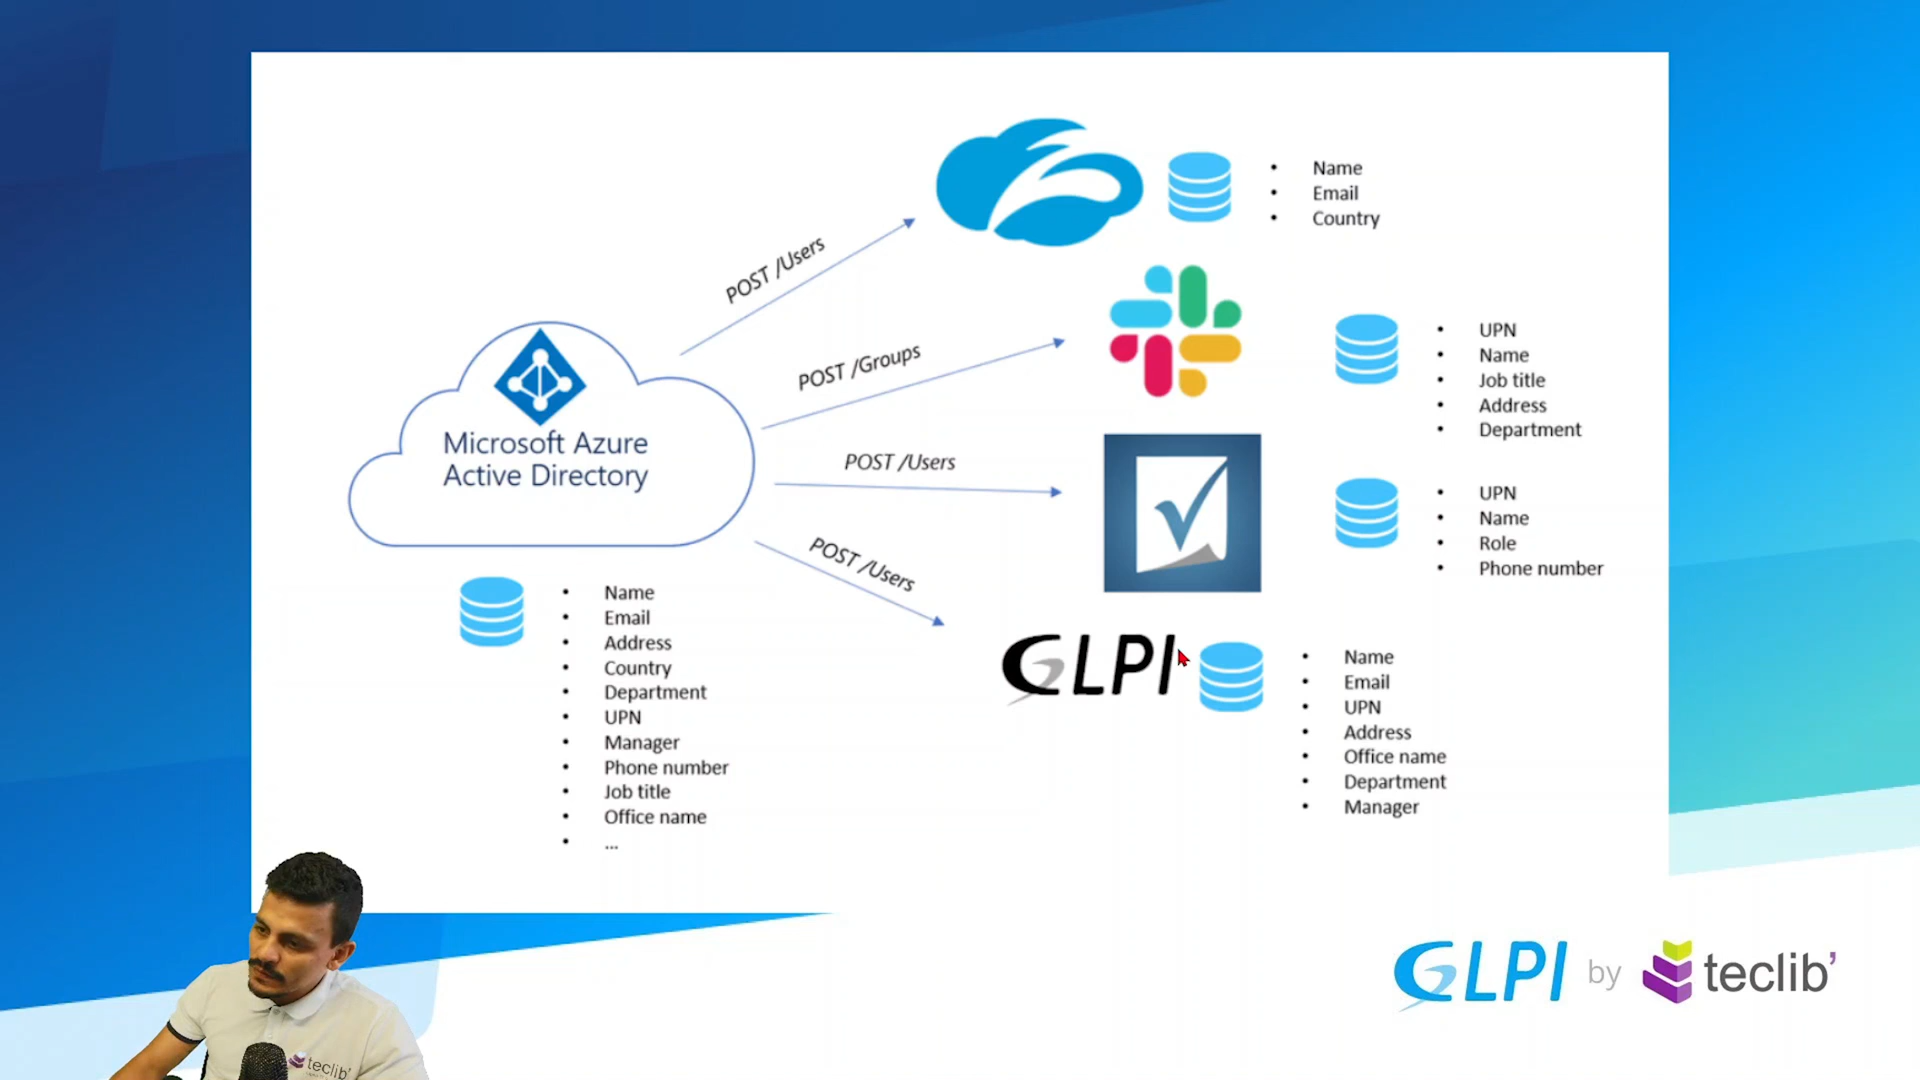 POST /Users
• Name
• Email
• Country
POST /Groups
• UPN
• Name
• Job title
• Address
• Department
Microsoft Azure
Active Directory
POST /Users
• UPN
• Name
• Role
• Phone number
POST /Users
• Name
• Email
• Address
• Country
• Department
• UPN
• Manager
• Phone number
• Job title
• Office name
• ...
GLPI
• Name
• Email
• UPN
• Address
• Office name
• Department
• Manager
GLPI by teclib'
teclib'